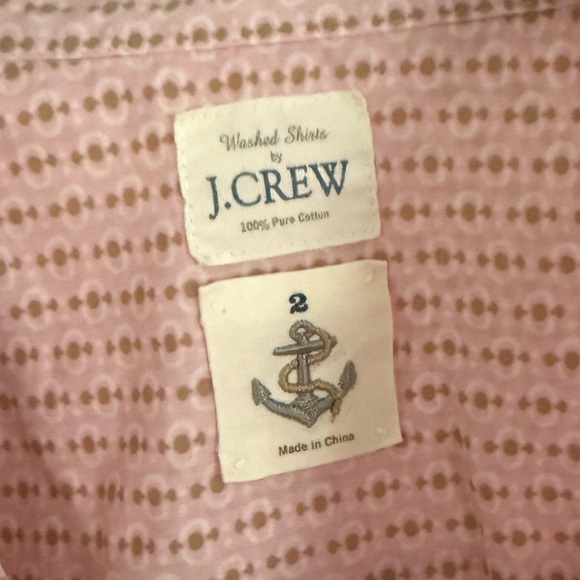 Washed Shirts
by
J.CREW
100% Pure Cotton
2
Made in China